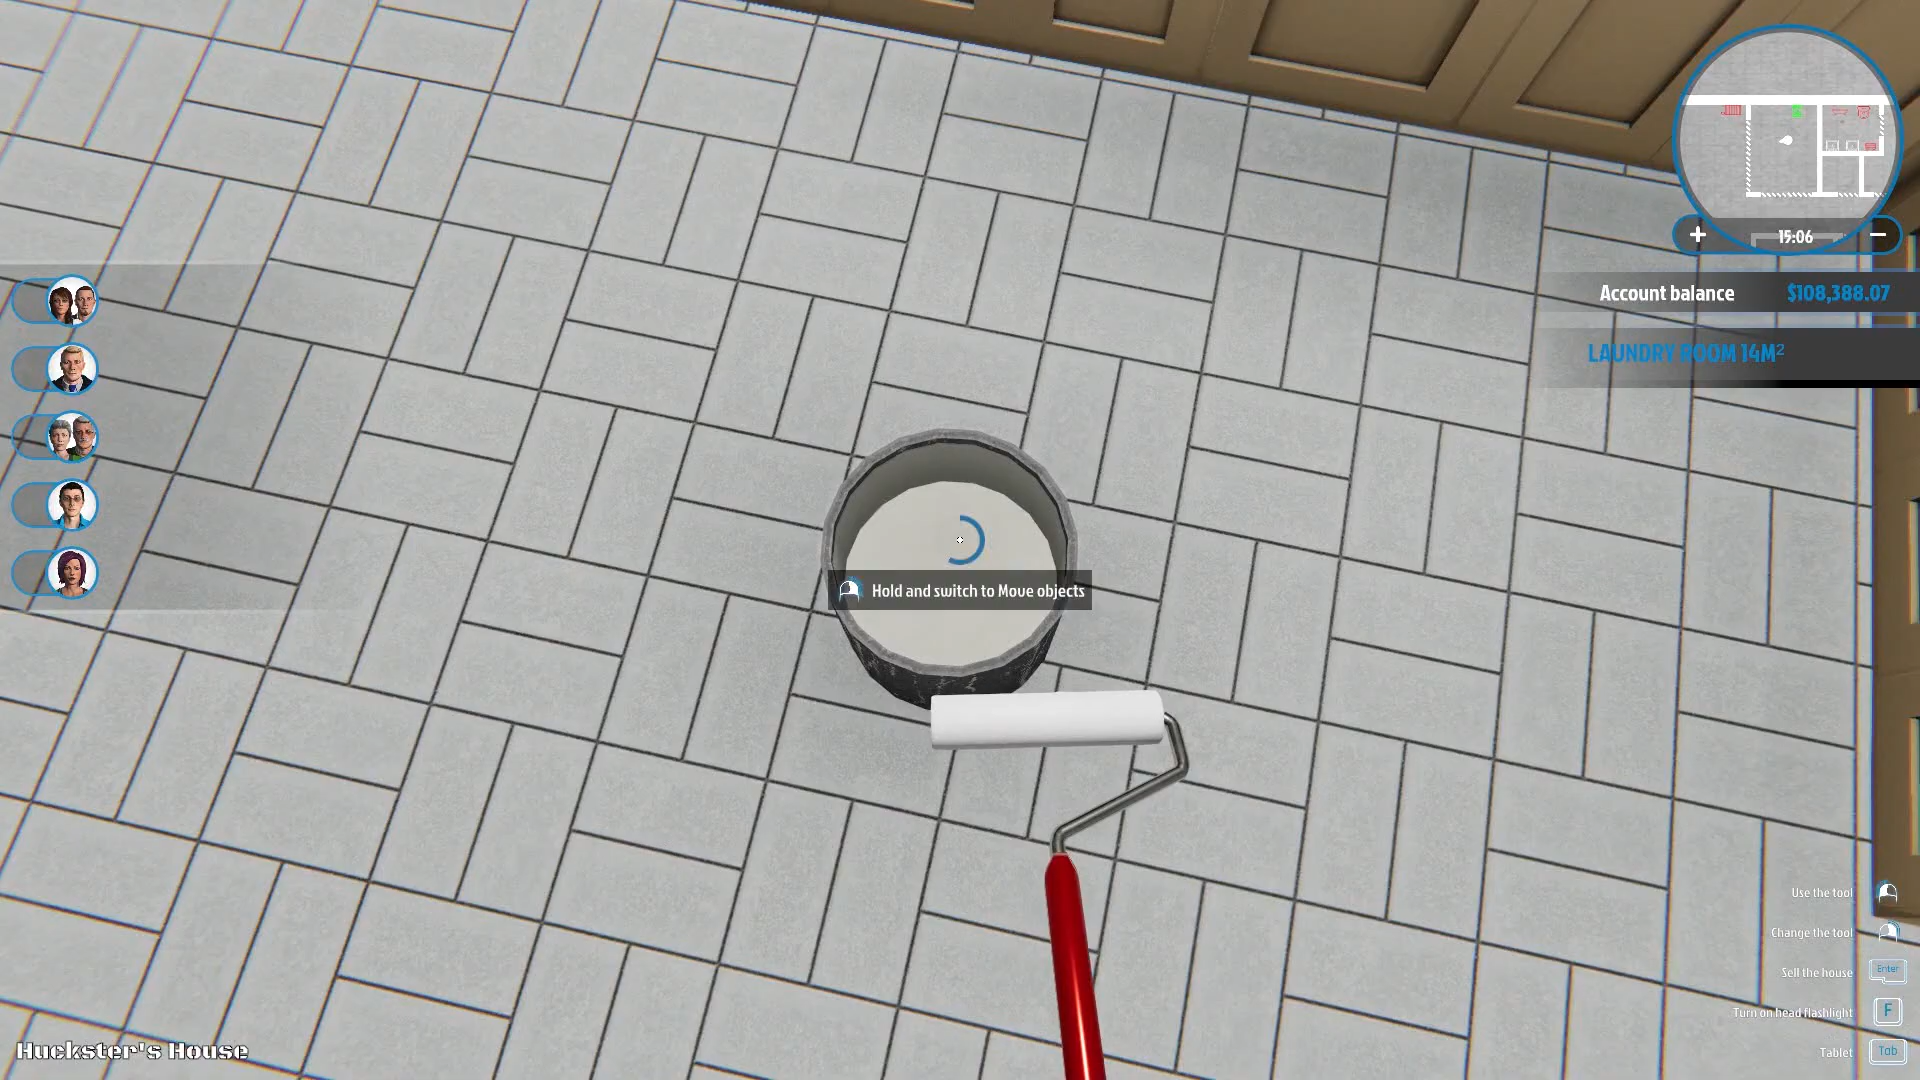 15:06
Account balance $108,388.07
LAUNDRY ROOM 14M²
Hold and switch to Move objects
Use the tool
Change the tool
Sell the house Enter
Turn on head flashlight F
Tablet Tab
Huckster's House